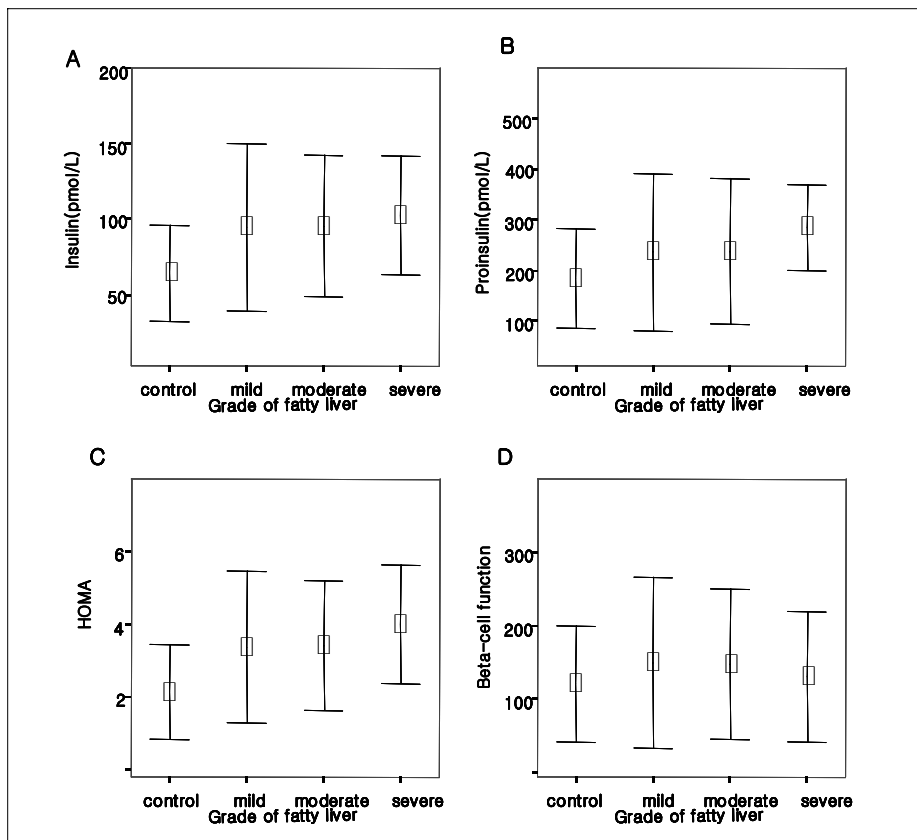 A
Insulin(pmol/L)
200
150
100
50
control mild moderate severe
Grade of fatty liver
B
Proinsulin(pmol/L)
500
400
300
200
100
control mild moderate severe
Grade of fatty liver
C
HOMA
6
4
2
control mild moderate severe
Grade of fatty liver
D
Beta-cell function
300
200
100
control mild moderate severe
Grade of fatty liver